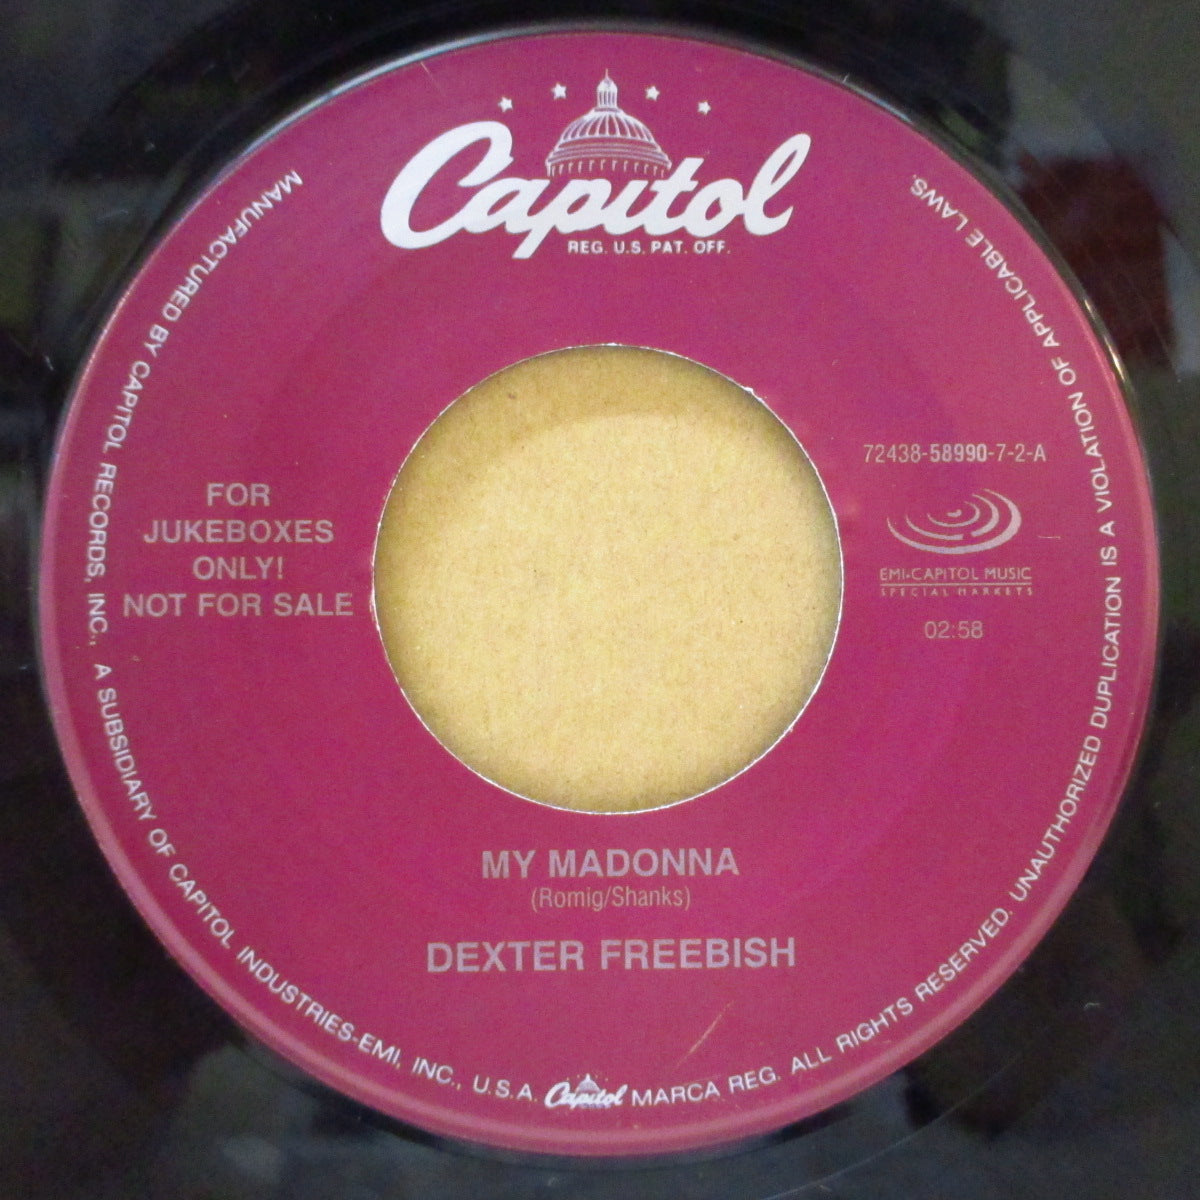 Capitol
REG. U.S. PAT. OFF.
72438-58990-7-2-A
EMI•CAPITOL MUSIC
SPECIAL MARKETS
02:58
FOR
JUKEBOXES
ONLY!
NOT FOR SALE
MY MADONNA
(Romig/Shanks)
DEXTER FREEBISH
MANUFACTURED BY CAPITOL RECORDS, INC., A SUBSIDIARY OF CAPITOL INDUSTRIES-EMI, INC., U.S.A. Capitol MARCA REG. ALL RIGHTS RESERVED. UNAUTHORIZED DUPLICATION IS A VIOLATION OF APPLICABLE LAWS.